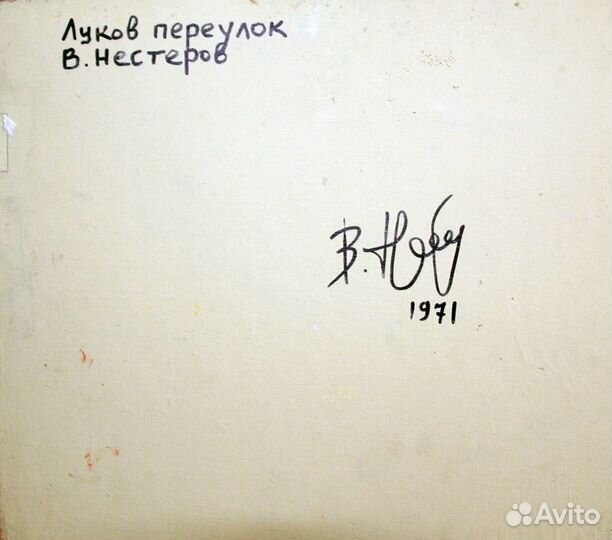 Луков переулок
В. Нестеров
1971
Avito